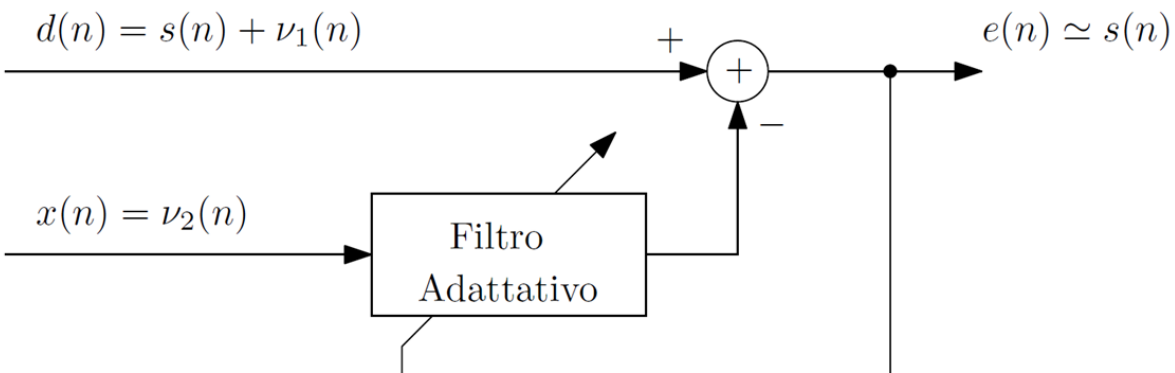 d(n) = s(n) + ν₁(n)
+
e(n) ≃ s(n)
+
−
x(n) = ν₂(n)
Filtro
Adattativo